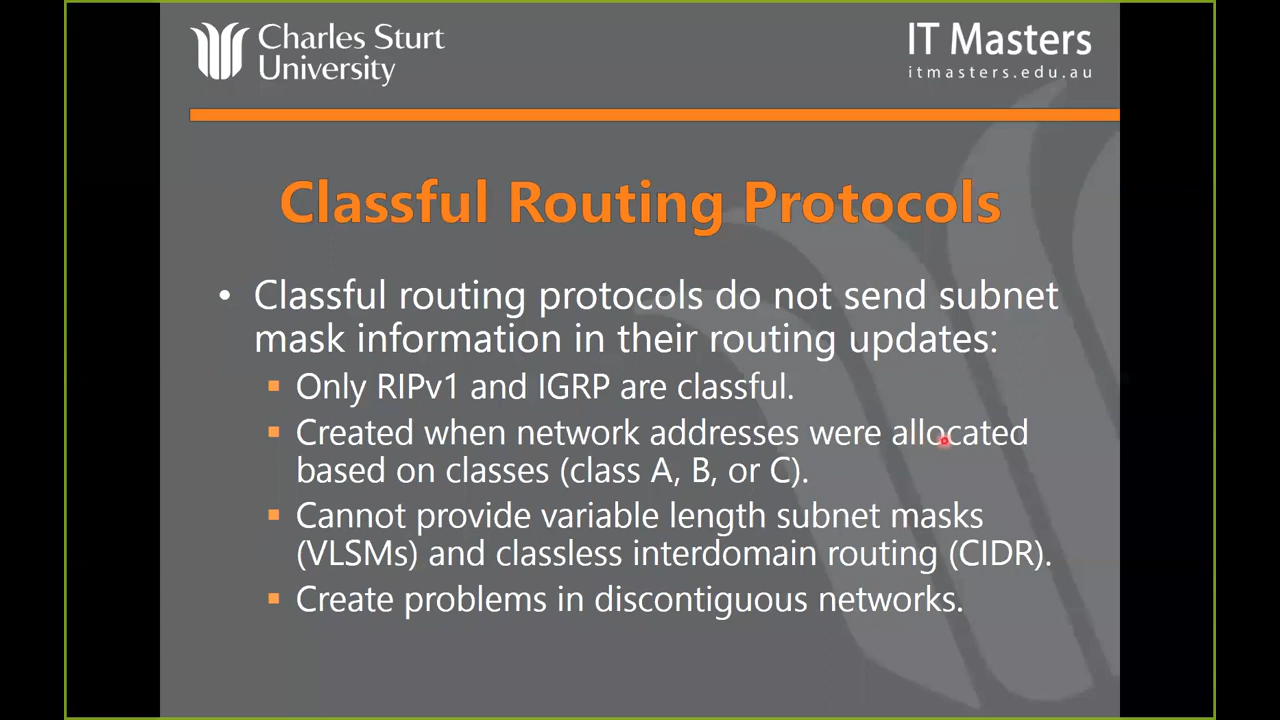 Charles Sturt
University
IT Masters
itmasters.edu.au
Classful Routing Protocols
• Classful routing protocols do not send subnet
mask information in their routing updates:
▪ Only RIPv1 and IGRP are classful.
▪ Created when network addresses were allocated
based on classes (class A, B, or C).
▪ Cannot provide variable length subnet masks
(VLSMs) and classless interdomain routing (CIDR).
▪ Create problems in discontiguous networks.